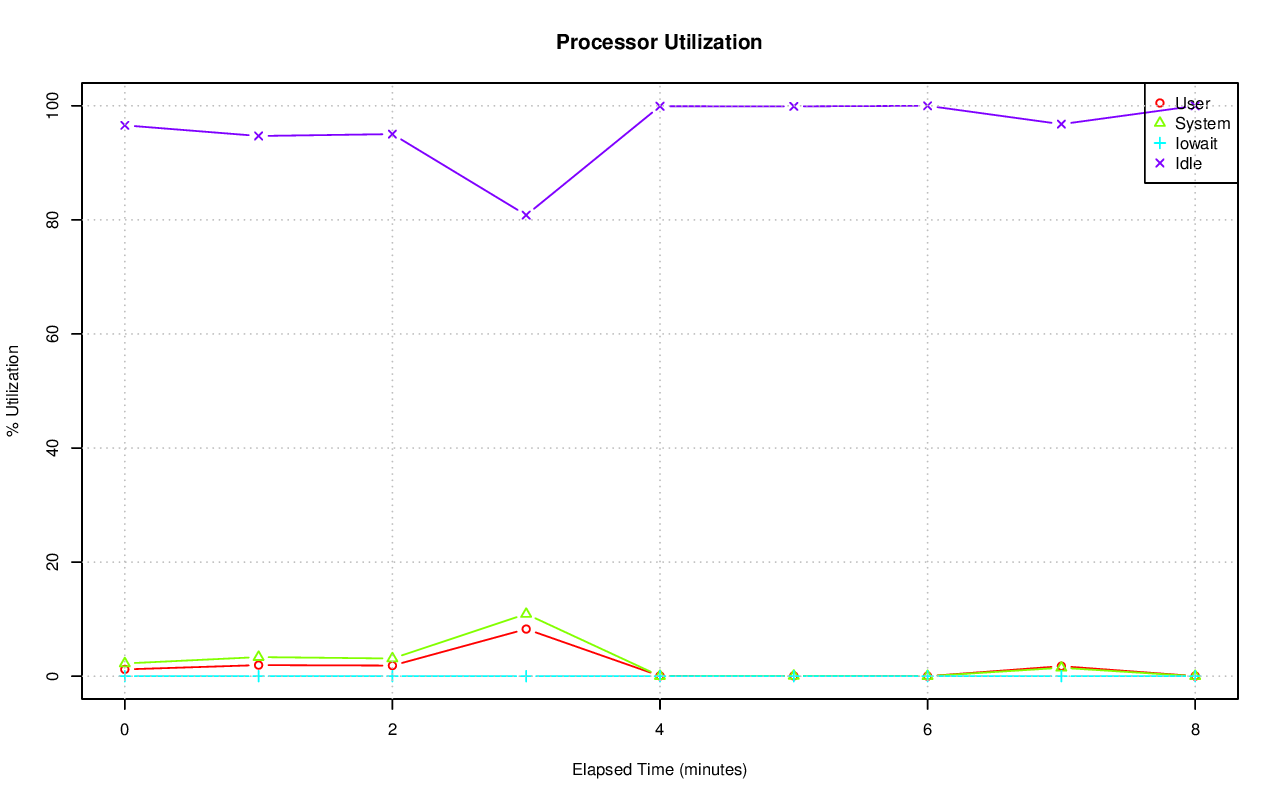 Processor Utilization
% Utilization
100
80
60
40
20
0
User
System
Iowait
Idle
0 2 4 6 8
Elapsed Time (minutes)